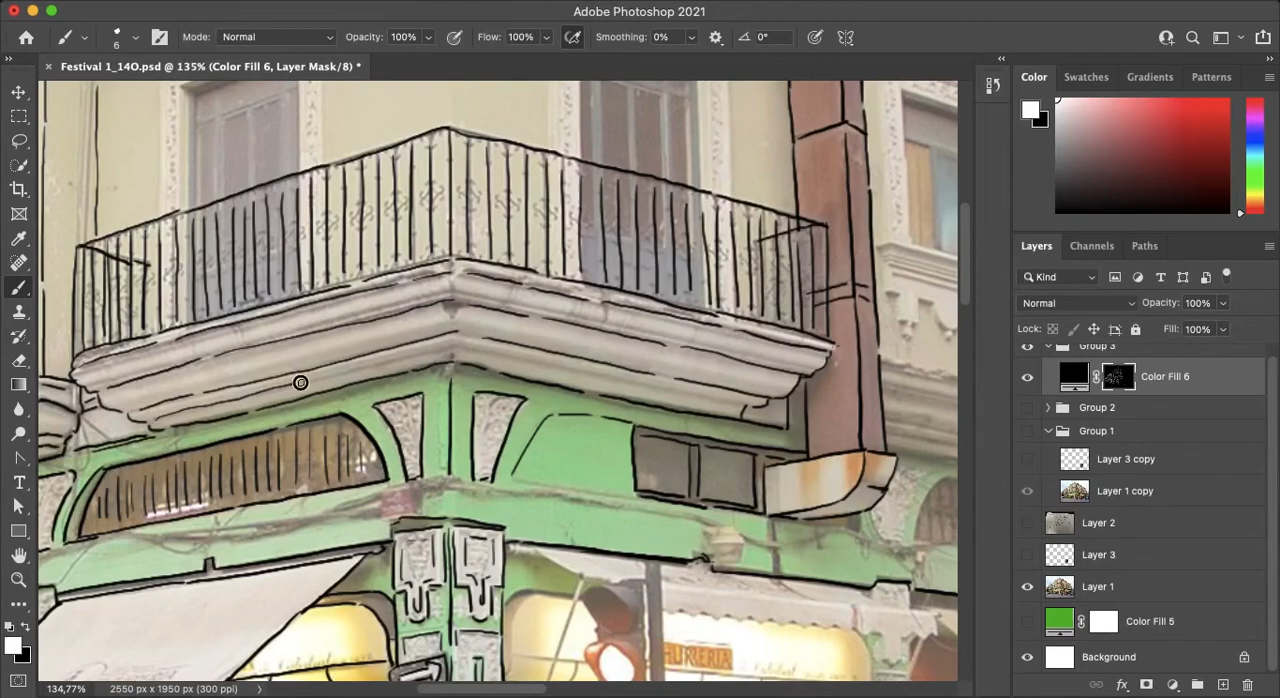 Adobe Photoshop 2021
6
Mode: Normal
Opacity: 100%
Flow: 100%
Smoothing: 0%
0°
Festival 1_14O.psd @ 135% (Color Fill 6, Layer Mask/8) *
Color Swatches Gradients Patterns
Layers Channels Paths
Kind
Normal Opacity: 100%
Lock: Fill: 100%
Group 3
Color Fill 6
Group 2
Group 1
Layer 3 copy
Layer 1 copy
Layer 2
Layer 3
Layer 1
Color Fill 5
Background
HURRERIA
134,77% 2550 px x 1950 px (300 ppi)